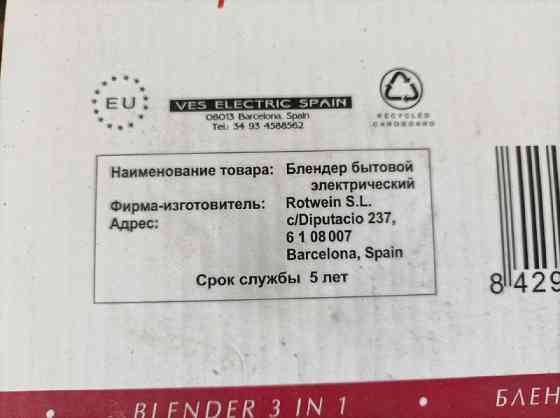 EU
VES ELECTRIC SPAIN
08013 Barcelona, Spain
Tel.: 34 93 4588562
RECYCLED
CARDBOARD
Наименование товара: Блендер бытовой
электрический
Фирма-изготовитель: Rotwein S.L.
Адрес: c/Diputacio 237,
6 1 08 007
Barcelona, Spain
Срок службы 5 лет
8 429
• BLENDER 3 IN 1 • БЛЕН